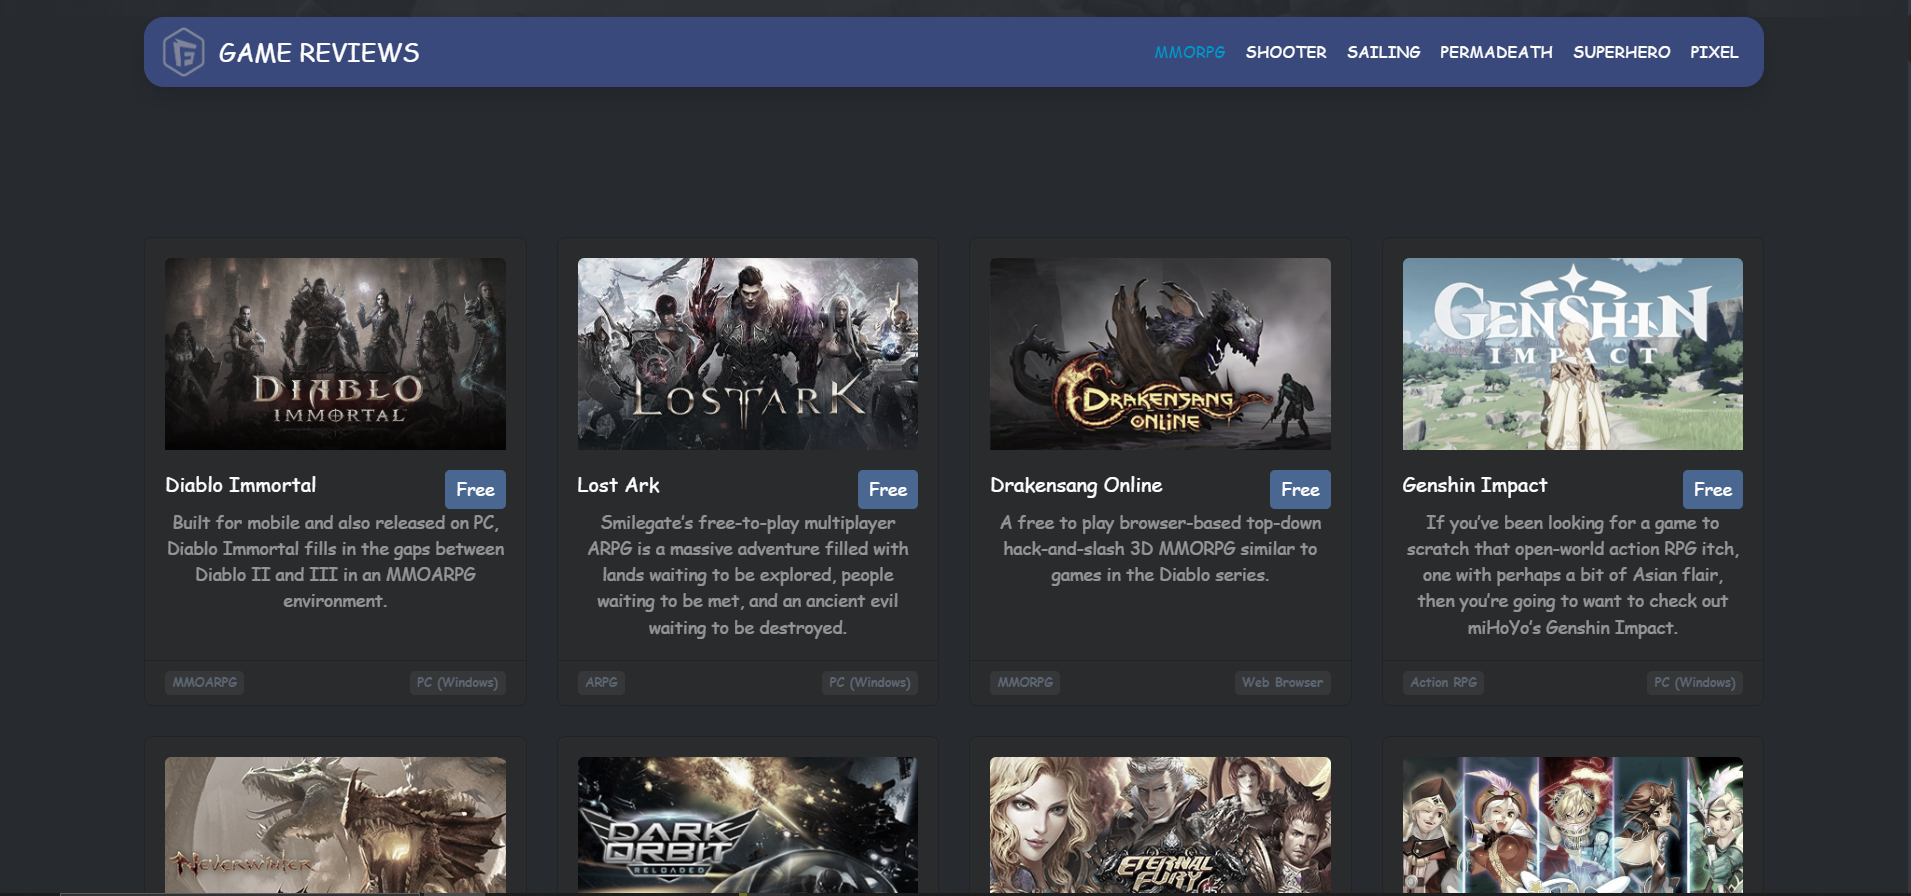 GAME REVIEWS
MMORPG SHOOTER SAILING PERMADEATH SUPERHERO PIXEL
DIABLO
IMMORTAL
Diablo Immortal
Free
Built for mobile and also released on PC,
Diablo Immortal fills in the gaps between
Diablo II and III in an MMOARPG
environment.
MMOARPG
PC (Windows)
LOST ARK
Lost Ark
Free
Smilegate’s free-to-play multiplayer
ARPG is a massive adventure filled with
lands waiting to be explored, people
waiting to be met, and an ancient evil
waiting to be destroyed.
ARPG
PC (Windows)
DRAKENSANG
ONLINE
Drakensang Online
Free
A free to play browser-based top-down
hack-and-slash 3D MMORPG similar to
games in the Diablo series.
MMORPG
Web Browser
GENSHIN
IMPACT
Genshin Impact
Free
If you’ve been looking for a game to
scratch that open-world action RPG itch,
one with perhaps a bit of Asian flair,
then you’re going to want to check out
miHoYo’s Genshin Impact.
Action RPG
PC (Windows)
NEVERWINTER
DARK
ORBIT
RELOADED
ETERNAL
FURY